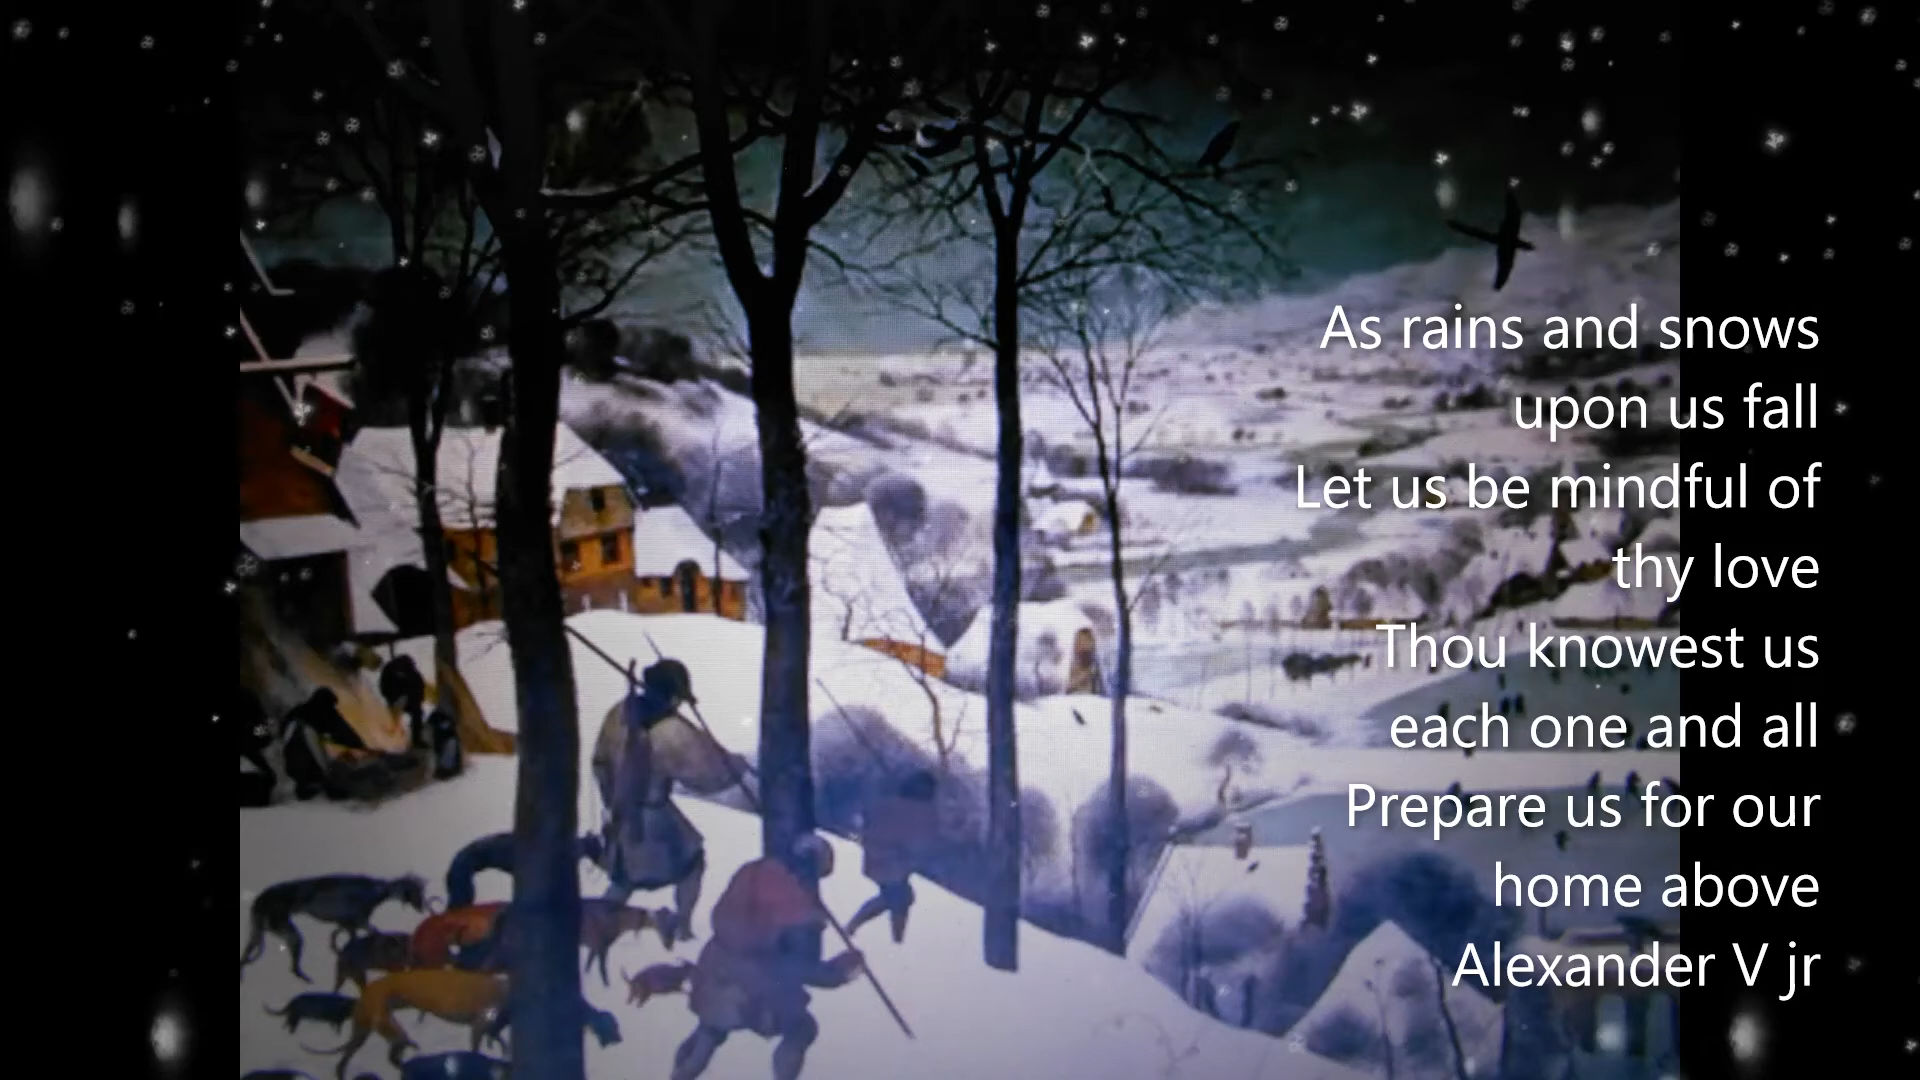 As rains and snows
upon us fall
Let us be mindful of
thy love
Thou knowest us
each one and all
Prepare us for our
home above
Alexander V jr